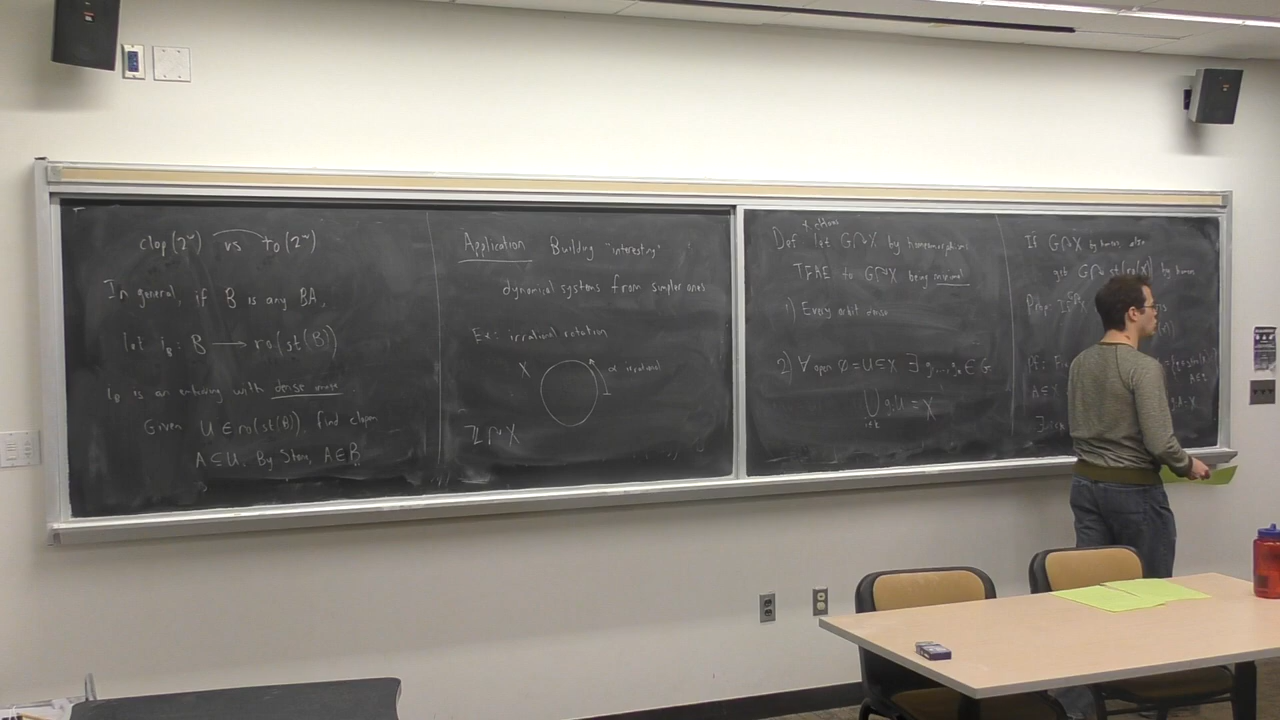 clop(2^ω) vs ro(2^ω)
In general, if B is any BA,
let i_B: B → ro(st(B))
i_B is an embedding with dense image.
Given U ∈ ro(st(B)), find clopen
A ⊆ U. By Stone, A ∈ B
Application Building "interesting"
dynamical systems from simpler ones
Ex: irrational rotation
X
α irrational
ℤ ↷ X
Def let G↷X by homeomorphisms
TFAE to G↷X being minimal
1) Every orbit dense
2) ∀ open ∅≠U⊆X ∃ g_1,...,g_k ∈ G
⋃ g_i U = X
i≤k
If G↷X by homeo, also
get G↷ st(ro(X)) by homeo
Prop: If
Pf:
A ⊆ X